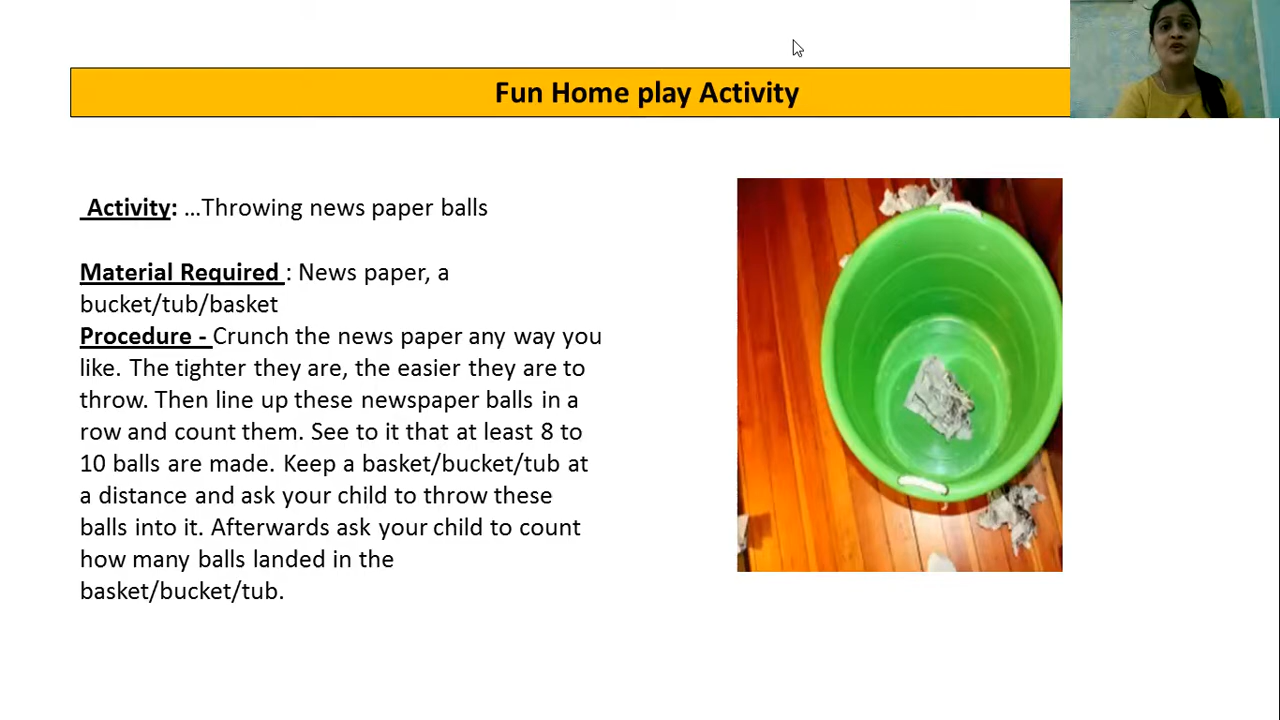 Fun Home play Activity
Activity: ...Throwing news paper balls
Material Required : News paper, a
bucket/tub/basket
Procedure - Crunch the news paper any way you
like. The tighter they are, the easier they are to
throw. Then line up these newspaper balls in a
row and count them. See to it that at least 8 to
10 balls are made. Keep a basket/bucket/tub at
a distance and ask your child to throw these
balls into it. Afterwards ask your child to count
how many balls landed in the
basket/bucket/tub.